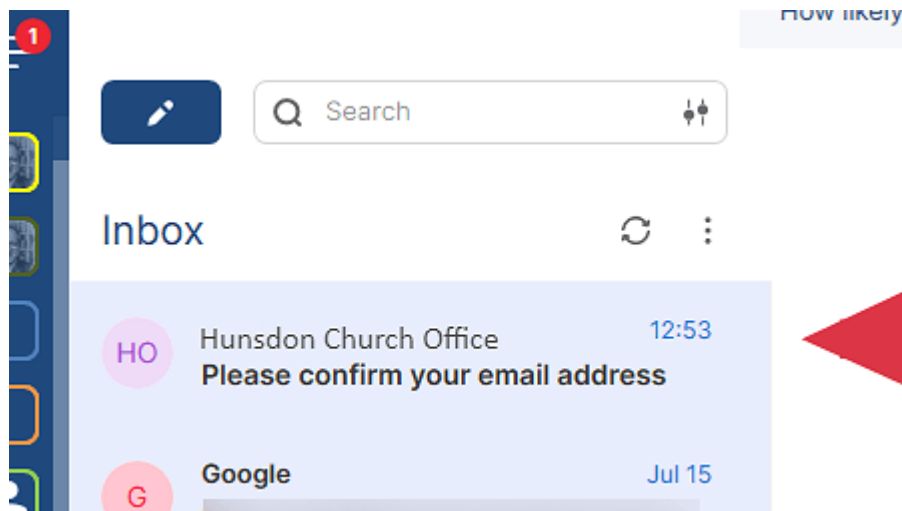 How likely
1
Search
Inbox
HO
Hunsdon Church Office
12:53
Please confirm your email address
G
Google
Jul 15